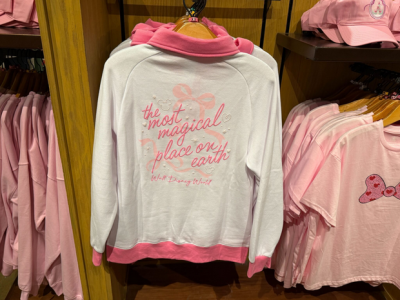 the
most
magical
place on
earth
Walt Disney World